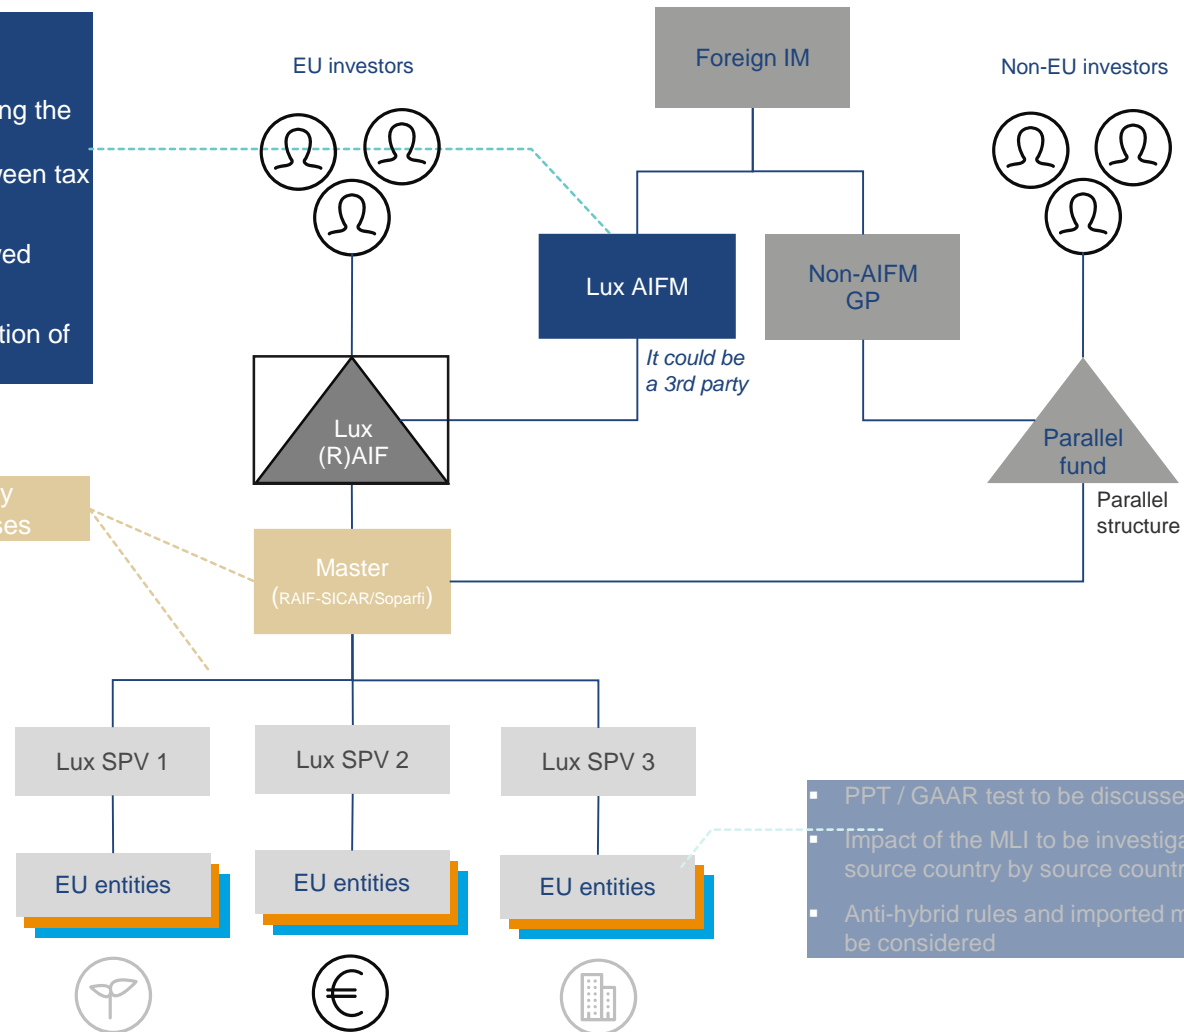 EU investors
Foreign IM
Non-EU investors
ing the
ween tax
ed
tion of
Lux AIFM
Non-AIFM
GP
It could be
a 3rd party
Lux
(R)AIF
Parallel
fund
Parallel
structure
y
ses
Master
(RAIF-SICAR/Soparfi)
Lux SPV 1
Lux SPV 2
Lux SPV 3
EU entities
EU entities
EU entities
▪ PPT / GAAR test to be discusse
▪ Impact of the MLI to be investiga
source country by source countr
▪ Anti-hybrid rules and imported m
be considered
€